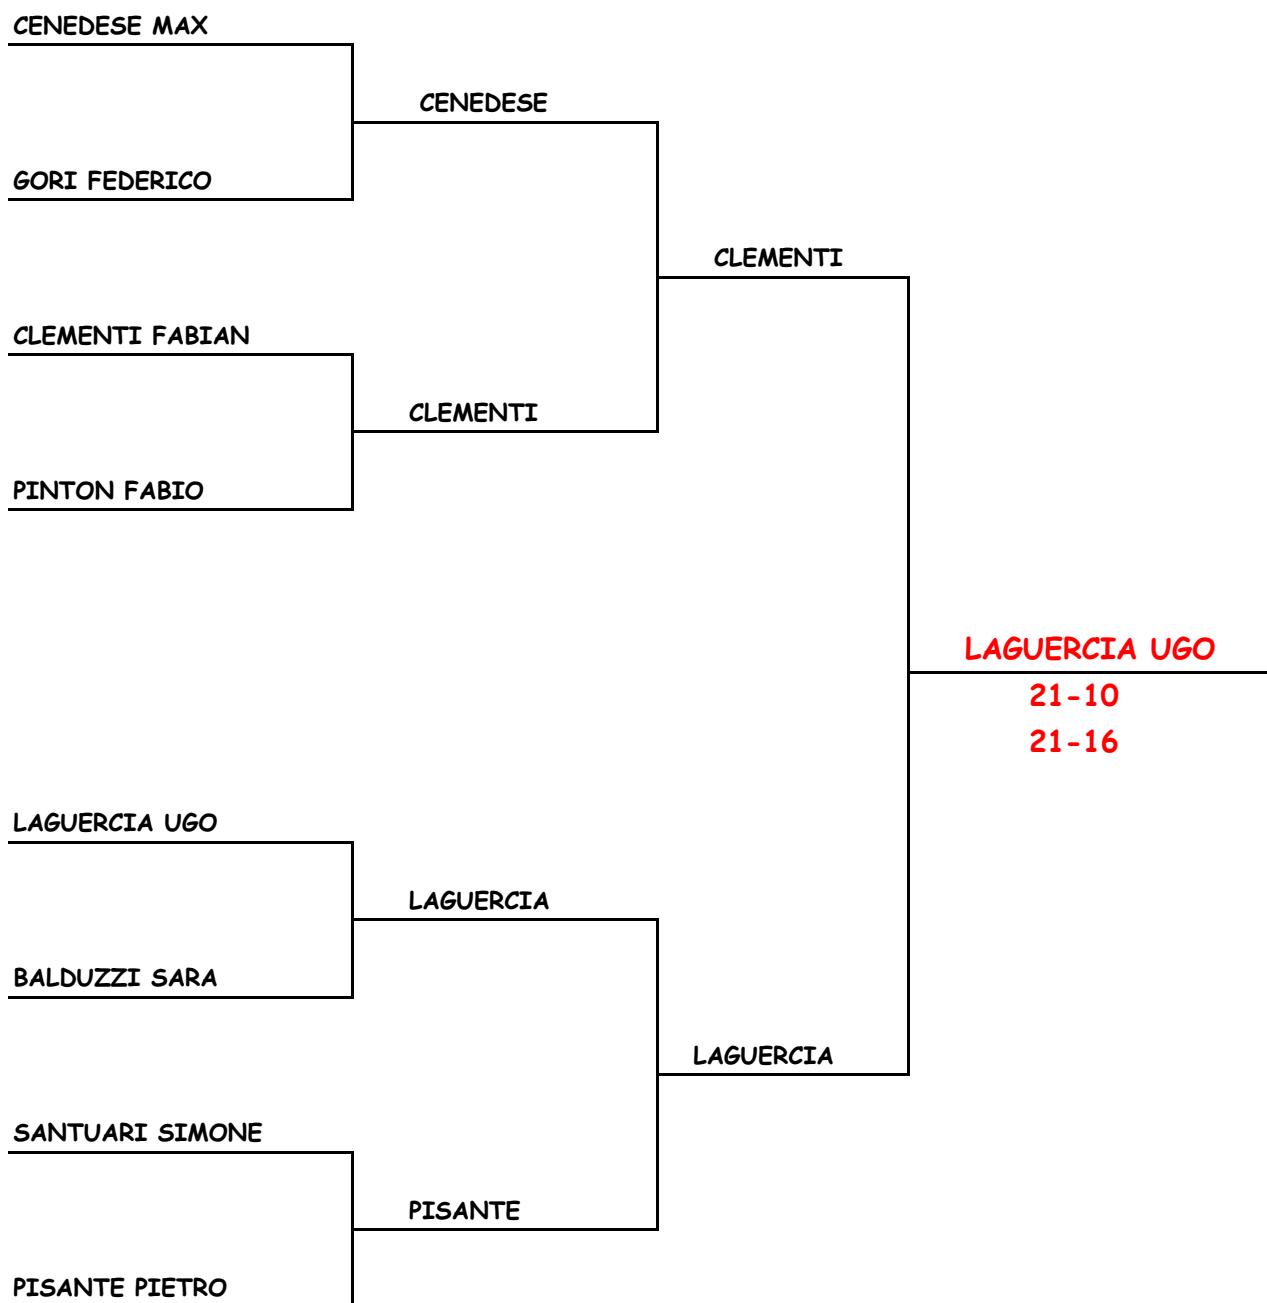 CENEDESE MAX
CENEDESE
GORI FEDERICO
CLEMENTI
CLEMENTI FABIAN
CLEMENTI
PINTON FABIO
LAGUERCIA UGO
21-10
21-16
LAGUERCIA UGO
LAGUERCIA
BALDUZZI SARA
LAGUERCIA
SANTUARI SIMONE
PISANTE
PISANTE PIETRO